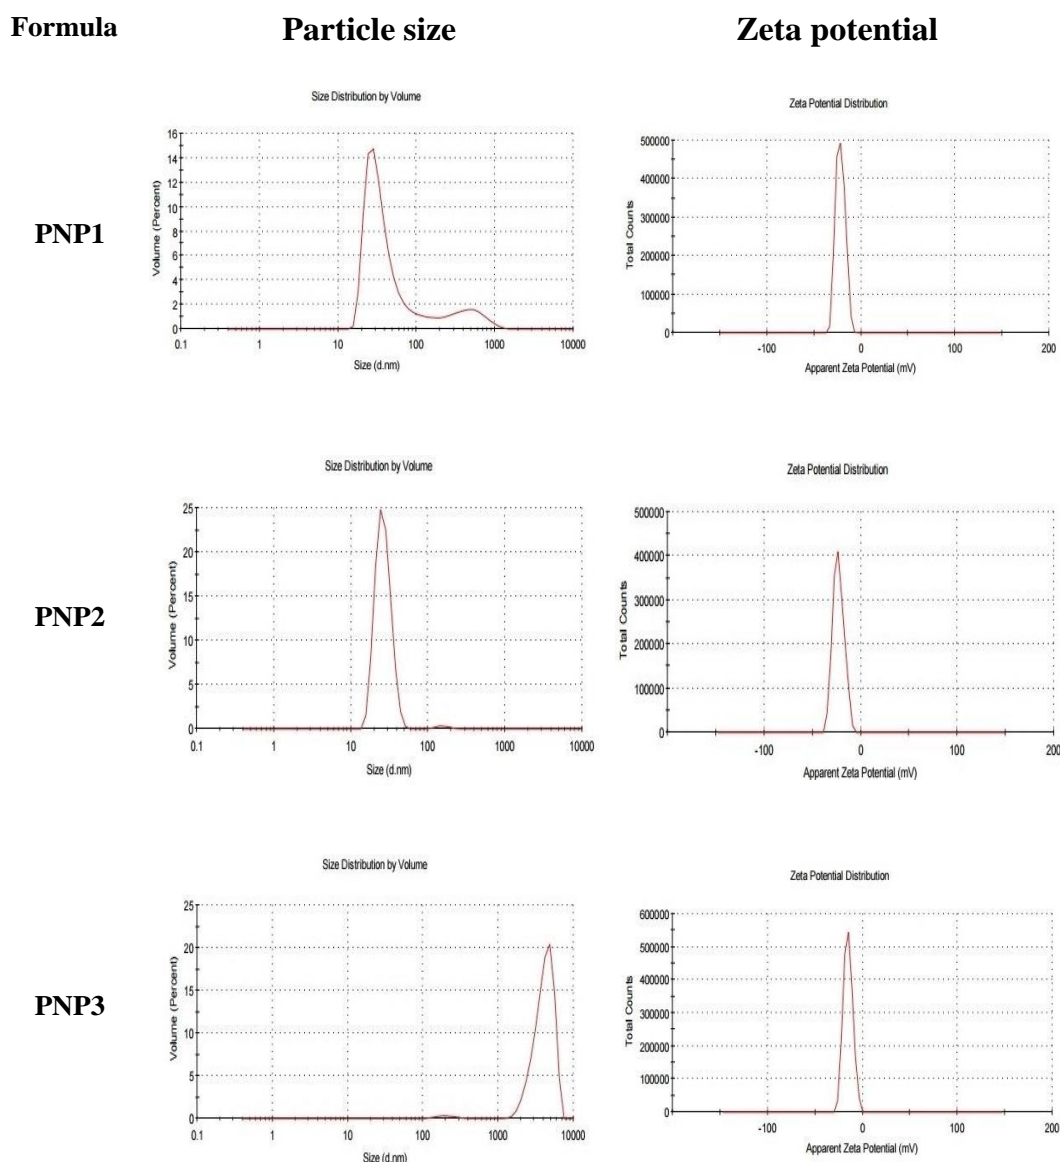 Formula Particle size Zeta potential
Size Distribution by Volume
Zeta Potential Distribution
PNP1
Volume (Percent)
16
14
12
10
8
6
4
2
0
0.1 1 10 100 1000 10000
Size (d.nm)
Total Counts
500000
400000
300000
200000
100000
0
-100 0 100 200
Apparent Zeta Potential (mV)
Size Distribution by Volume
Zeta Potential Distribution
PNP2
Volume (Percent)
25
20
15
10
5
0
0.1 1 10 100 1000 10000
Size (d.nm)
Total Counts
500000
400000
300000
200000
100000
0
-100 0 100 200
Apparent Zeta Potential (mV)
Size Distribution by Volume
Zeta Potential Distribution
PNP3
Volume (Percent)
25
20
15
10
5
0
0.1 1 10 100 1000 10000
Size (d.nm)
Total Counts
600000
500000
400000
300000
200000
100000
0
-100 0 100 200
Apparent Zeta Potential (mV)